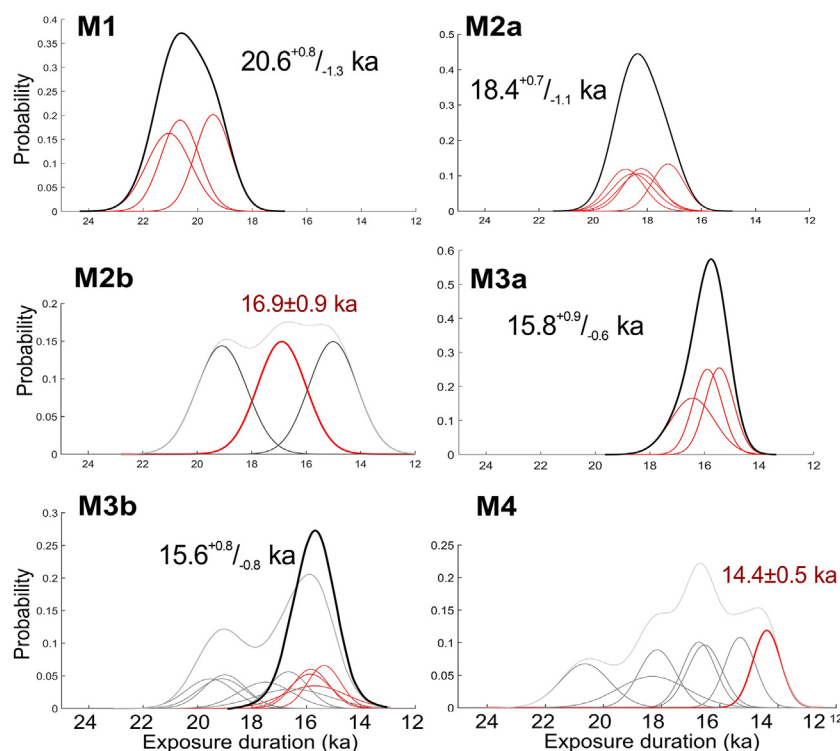 M1
20.6+0.8/-1.3 ka
Probability
0.4
0.35
0.3
0.25
0.2
0.15
0.1
0.05
0
24 22 20 18 16 14 12
M2a
18.4+0.7/-1.1 ka
0.5
0.4
0.3
0.2
0.1
0
24 22 20 18 16 14 12
M2b
16.9±0.9 ka
Probability
0.2
0.15
0.1
0.05
0
24 22 20 18 16 14 12
M3a
15.8+0.9/-0.6 ka
0.6
0.5
0.4
0.3
0.2
0.1
0
24 22 20 18 16 14 12
M3b
15.6+0.8/-0.8 ka
Probability
0.3
0.25
0.2
0.15
0.1
0.05
0
24 22 20 18 16 14 12
Exposure duration (ka)
M4
14.4±0.5 ka
0.25
0.2
0.15
0.1
0.05
0
24 22 20 18 16 14 12 12
Exposure duration (ka)